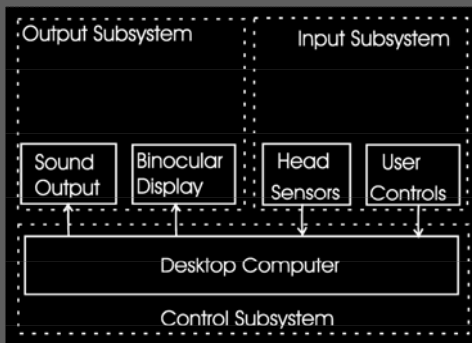 Output Subsystem
Input Subsystem
Sound
Output
Binocular
Display
Head
Sensors
User
Controls
Desktop Computer
Control Subsystem